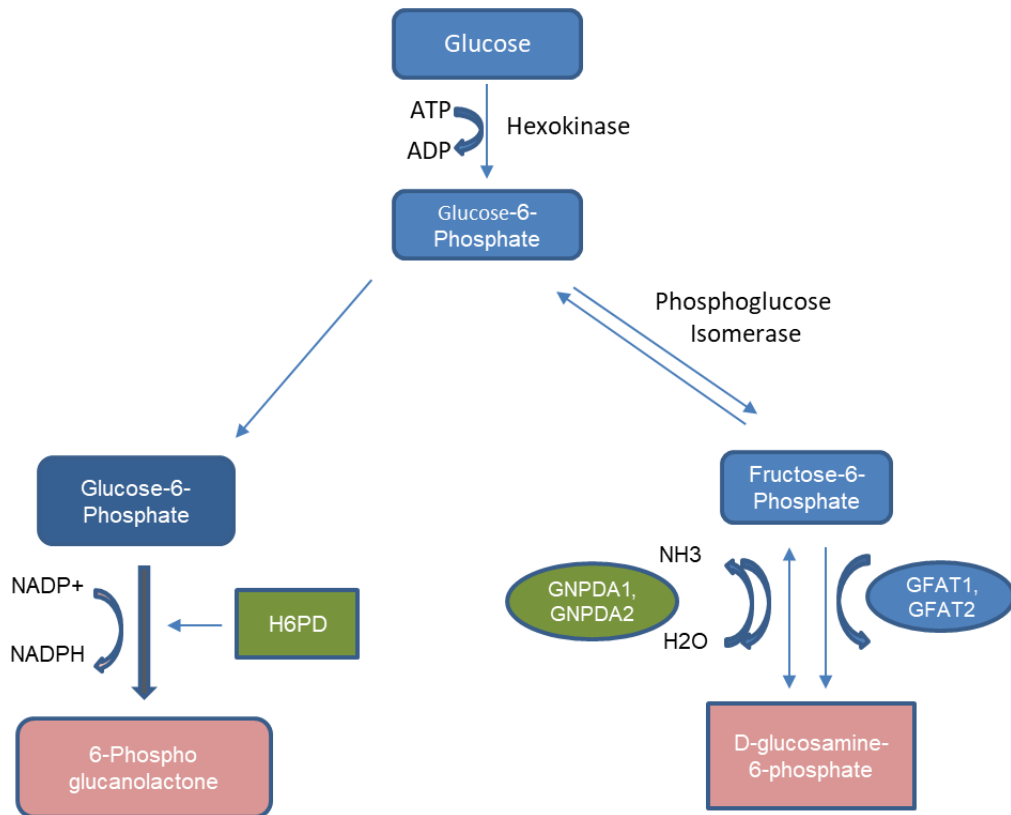 Glucose
ATP
ADP
Hexokinase
Glucose-6-
Phosphate
Phosphoglucose
Isomerase
Glucose-6-
Phosphate
NADP+
NADPH
H6PD
6-Phospho
glucanolactone
Fructose-6-
Phosphate
NH3
H2O
GNPDA1,
GNPDA2
GFAT1,
GFAT2
D-glucosamine-
6-phosphate